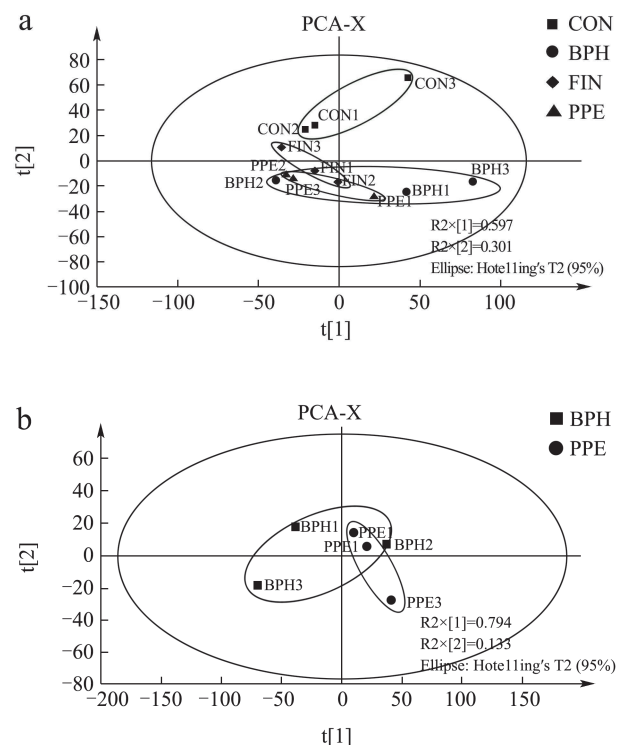 a
PCA-X
CON
BPH
FIN
PPE
80
60
40
20
0
−20
−40
−60
−80
−100
t[2]
CON3
CON1
CON2
FIN3
PPE2
FIN1
BPH3
BPH2
PPE3
FIN2
BPH1
PPE1
R2×[1]=0.597
R2×[2]=0.301
Ellipse: Hote11ing's T2 (95%)
−150 −100 −50 0 50 100
t[1]
b
PCA-X
BPH
PPE
60
40
20
0
−20
−40
−60
−80
t[2]
BPH1
PPE1
PPE1
BPH2
BPH3
PPE3
R2×[1]=0.794
R2×[2]=0.133
Ellipse: Hote11ing's T2 (95%)
−200 −150 −100 −50 0 50 100 150
t[1]